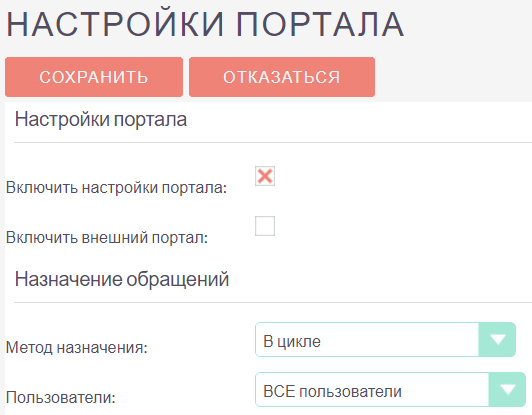 НАСТРОЙКИ ПОРТАЛА
СОХРАНИТЬ ОТКАЗАТЬСЯ
Настройки портала
Включить настройки портала:
Включить внешний портал:
Назначение обращений
Метод назначения: В цикле
Пользователи: ВСЕ пользователи